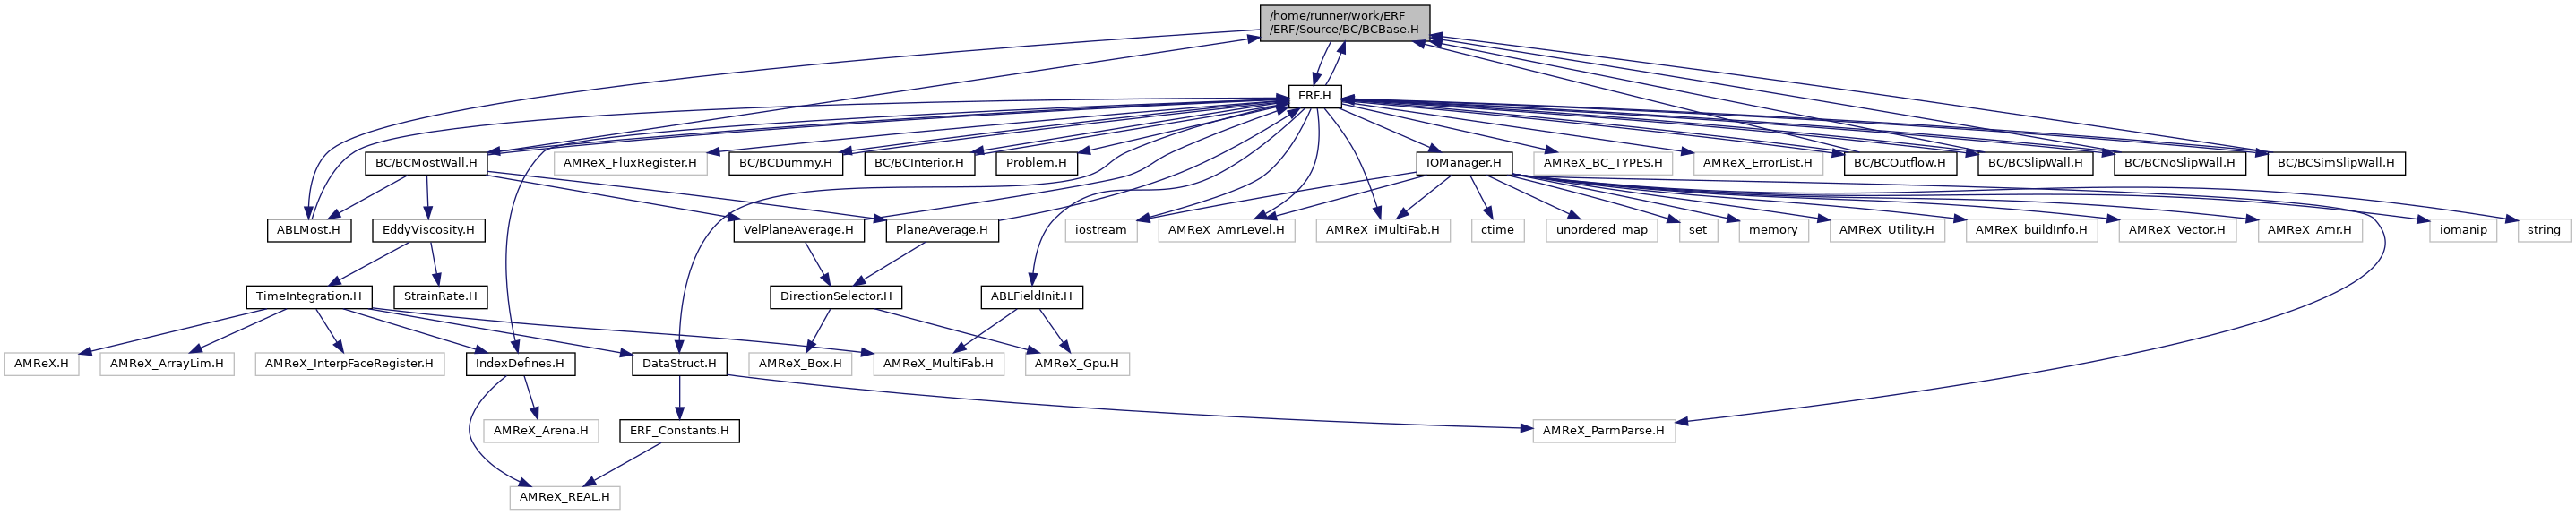 /home/runner/work/ERF
/ERF/Source/BC/BCBase.H
ERF.H
BC/BCMostWall.H
AMReX_FluxRegister.H
BC/BCDummy.H
BC/BCInterior.H
Problem.H
IOManager.H
AMReX_BC_TYPES.H
AMReX_ErrorList.H
BC/BCOutflow.H
BC/BCSlipWall.H
BC/BCNoSlipWall.H
BC/BCSimSlipWall.H
ABLMost.H
EddyViscosity.H
VelPlaneAverage.H
PlaneAverage.H
iostream
AMReX_AmrLevel.H
AMReX_iMultiFab.H
ctime
unordered_map
set
memory
AMReX_Utility.H
AMReX_buildInfo.H
AMReX_Vector.H
AMReX_Amr.H
iomanip
string
TimeIntegration.H
StrainRate.H
DirectionSelector.H
ABLFieldInit.H
AMReX.H
AMReX_ArrayLim.H
AMReX_InterpFaceRegister.H
IndexDefines.H
DataStruct.H
AMReX_Box.H
AMReX_MultiFab.H
AMReX_Gpu.H
AMReX_Arena.H
ERF_Constants.H
AMReX_ParmParse.H
AMReX_REAL.H